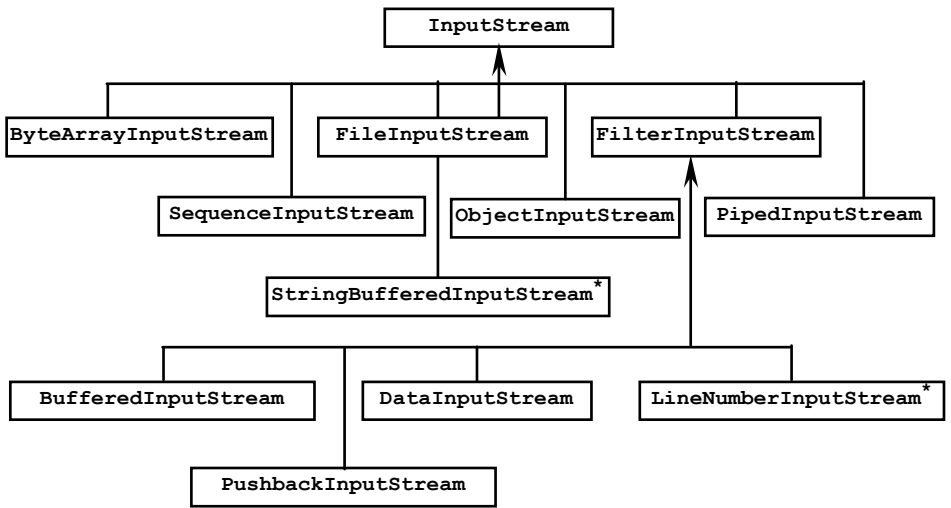 InputStream
ByteArrayInputStream
FileInputStream
FilterInputStream
SequenceInputStream
ObjectInputStream
PipedInputStream
StringBufferedInputStream*
BufferedInputStream
DataInputStream
LineNumberInputStream*
PushbackInputStream